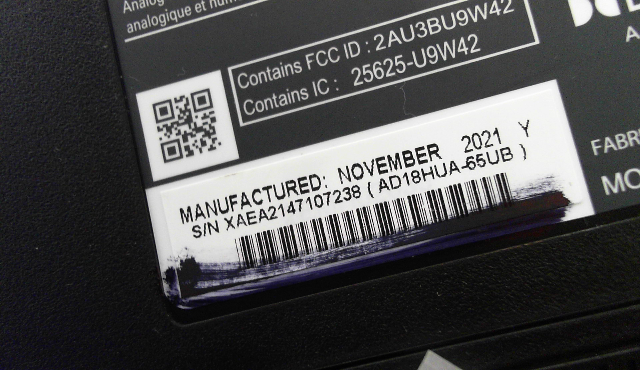 Analog
analogique et num
Contains FCC ID : 2AU3BU9W42
Contains IC : 25625-U9W42
MANUFACTURED: NOVEMBER 2021 Y
S/N XAEA2147107238 ( AD18HUA-65UB )
FABR
MO